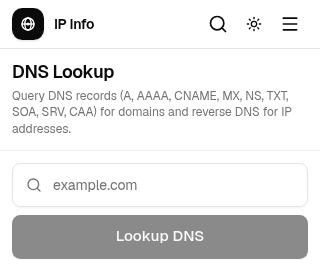 IP Info
DNS Lookup
Query DNS records (A, AAAA, CNAME, MX, NS, TXT,
SOA, SRV, CAA) for domains and reverse DNS for IP
addresses.
example.com
Lookup DNS